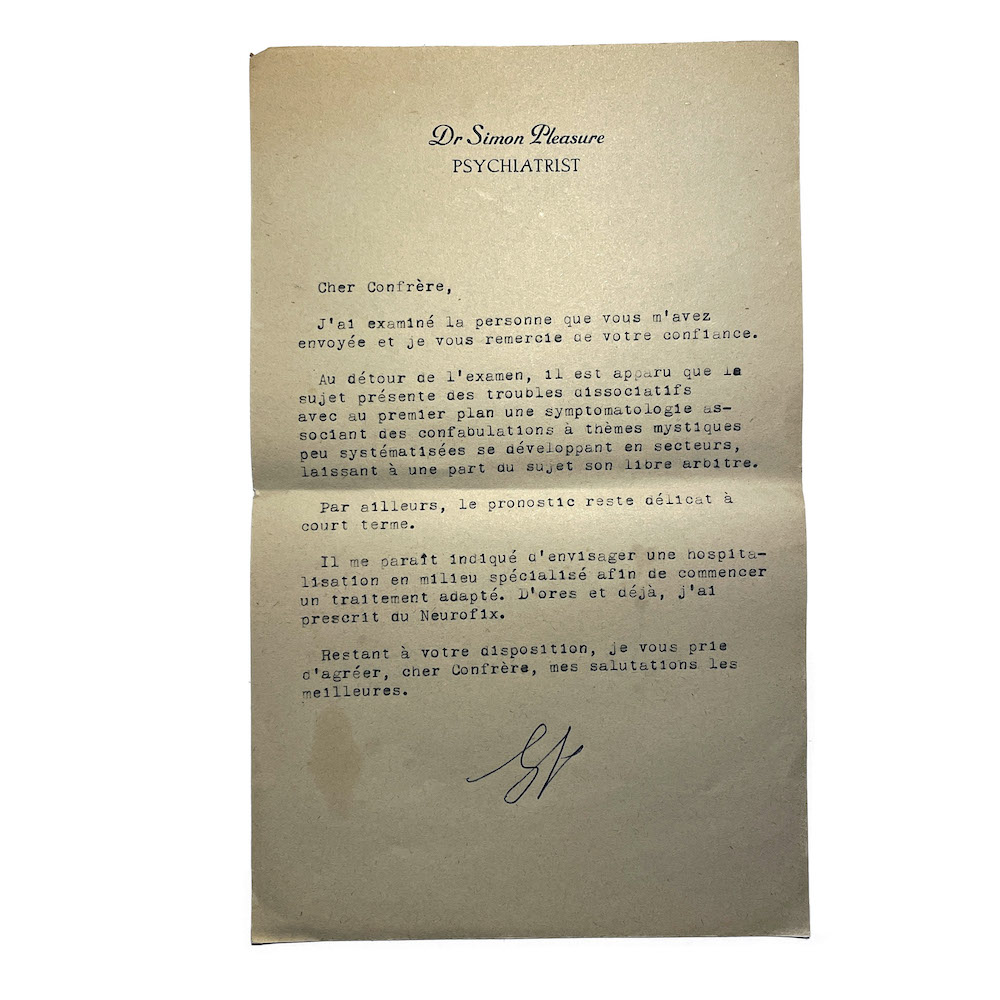 Dr Simon Pleasure
PSYCHIATRIST
Cher Confrère,
J'ai examiné la personne que vous m'avez
envoyée et je vous remercie de votre confiance.
Au détour de l'examen, il est apparu que la
sujet présente des troubles dissociatifs
avec au premier plan une symptomatologie as-
sociant des confabulations à thèmes mystiques
peu systématisées se développant en secteurs,
laissant à une part du sujet son libre arbitre.
Par ailleurs, le pronostic reste délicat à
court terme.
Il me paraît indiqué d'envisager une hospita-
lisation en milieu spécialisé afin de commencer
un traitement adapté. D'ores et déjà, j'ai
prescrit du Neurofix.
Restant à votre disposition, je vous prie
d'agréer, cher Confrère, mes salutations les
meilleures.